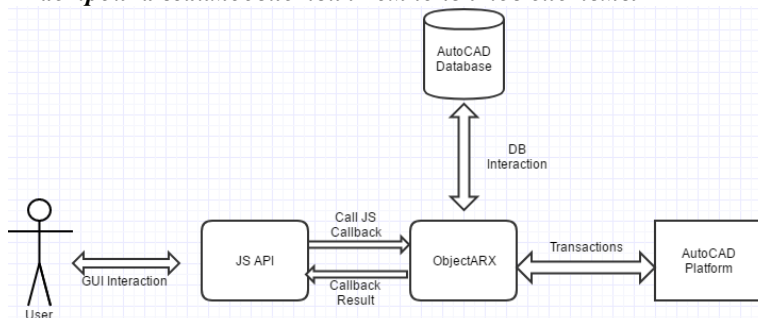 AutoCAD
Database
DB
Interaction
Call JS
Callback
JS API
ObjectARX
Transactions
AutoCAD
Platform
GUI Interaction
Callback
Result
User